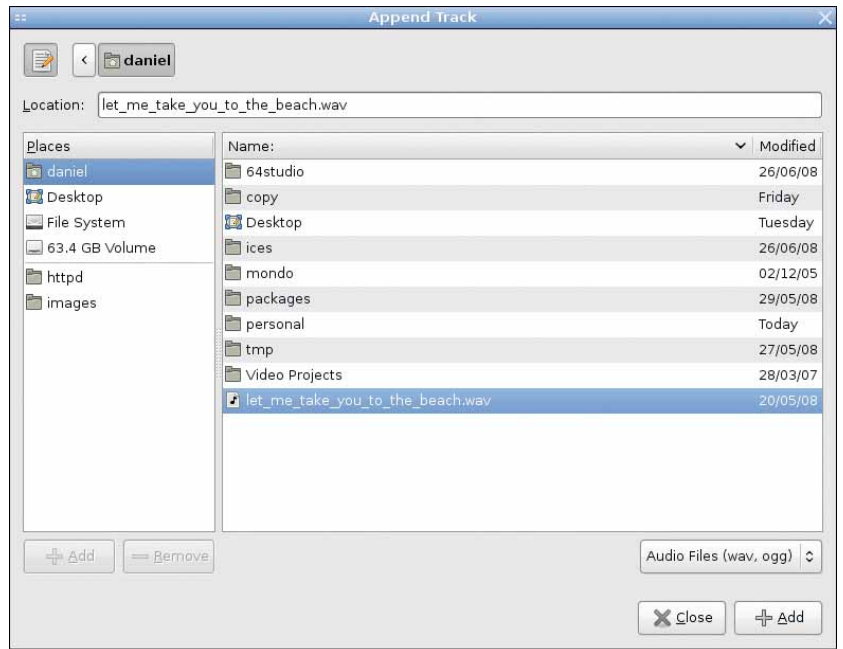 Append Track
daniel
Location: let_me_take_you_to_the_beach.wav
Places
daniel
Desktop
File System
63.4 GB Volume
httpd
images
Name: Modified
64studio 26/06/08
copy Friday
Desktop Tuesday
ices 26/06/08
mondo 02/12/05
packages 29/05/08
personal Today
tmp 27/05/08
Video Projects 28/03/07
let_me_take_you_to_the_beach.wav 20/05/08
Add Remove
Audio Files (wav, ogg)
Close Add